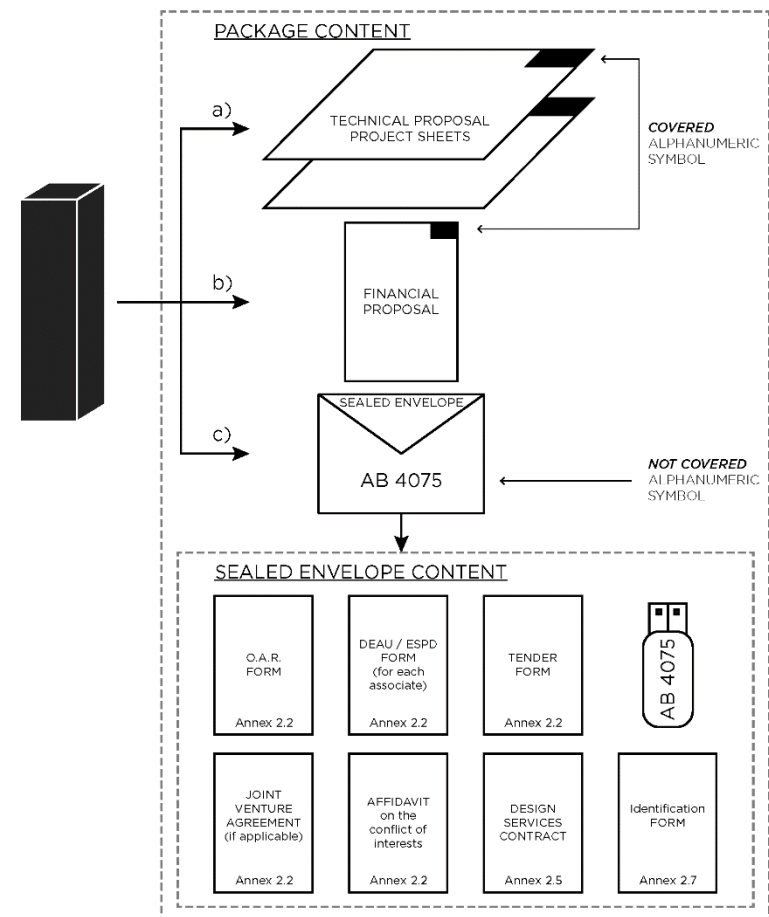 PACKAGE CONTENT
a)
TECHNICAL PROPOSAL
PROJECT SHEETS
COVERED
ALPHANUMERIC
SYMBOL
b)
FINANCIAL
PROPOSAL
c)
SEALED ENVELOPE
AB 4075
NOT COVERED
ALPHANUMERIC
SYMBOL
SEALED ENVELOPE CONTENT
O.A.R.
FORM
Annex 2.2
DEAU / ESPD
FORM
(for each
associate)
Annex 2.2
TENDER
FORM
Annex 2.2
AB 4075
JOINT
VENTURE
AGREEMENT
(if applicable)
Annex 2.2
AFFIDAVIT
on the
conflict of
interests
Annex 2.2
DESIGN
SERVICES
CONTRACT
Annex 2.5
Identification
FORM
Annex 2.7